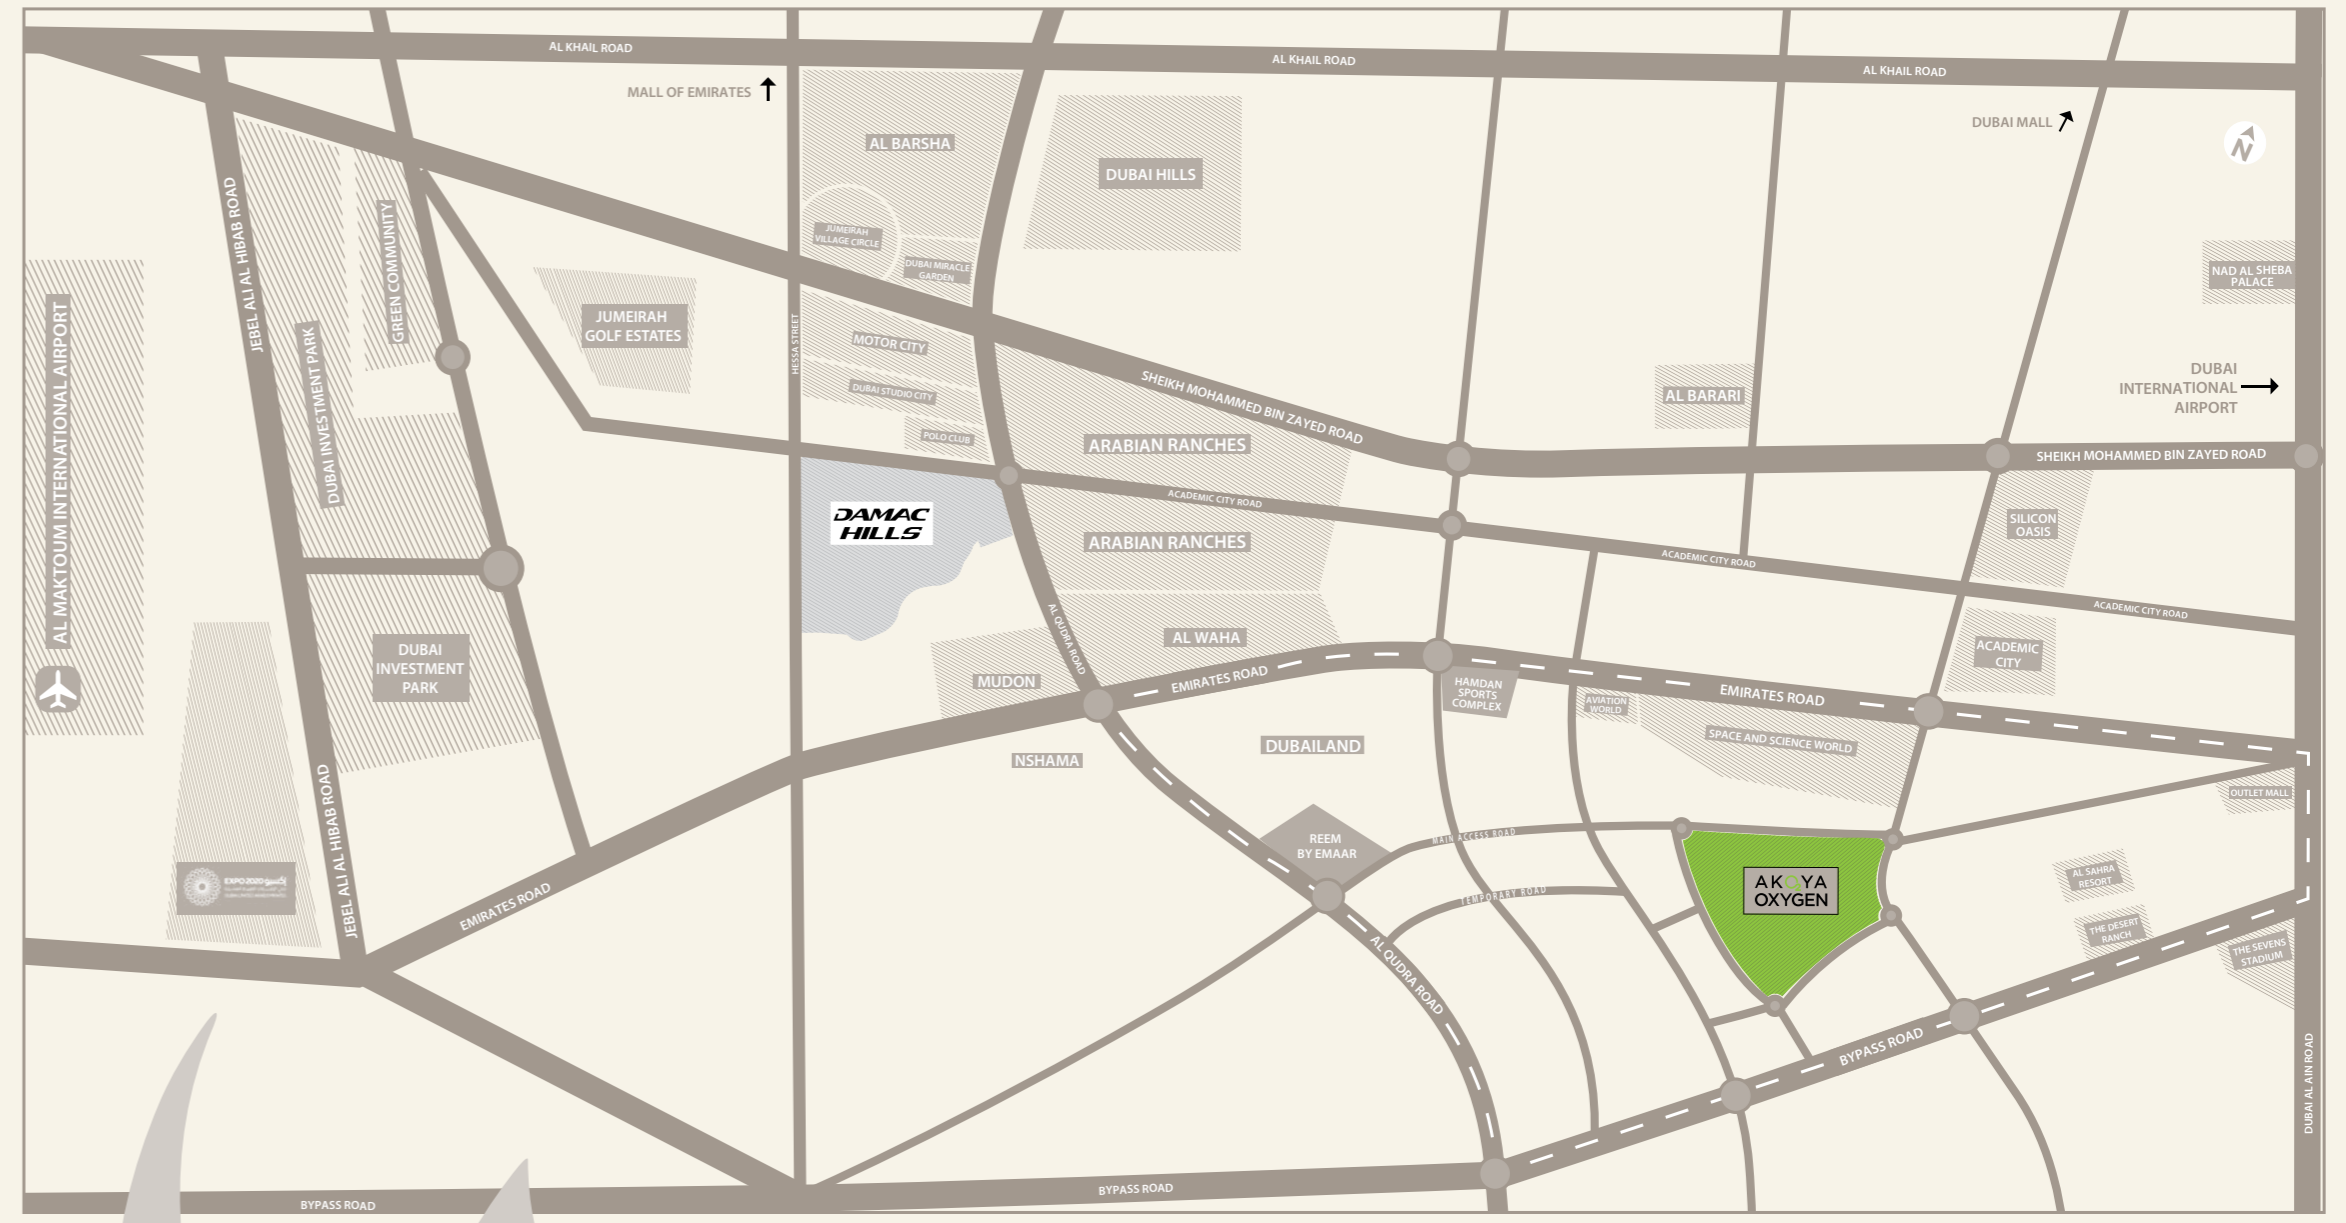 AL KHAIL ROAD
AL KHAIL ROAD
AL KHAIL ROAD
MALL OF EMIRATES
DUBAI MALL
N
AL BARSHA
DUBAI HILLS
JUMEIRAH
VILLAGE CIRCLE
DUBAI MIRACLE
GARDEN
JEBEL ALI AL HIBAB ROAD
GREEN COMMUNITY
NAD AL SHEBA
PALACE
AL MAKTOUM INTERNATIONAL AIRPORT
DUBAI INVESTMENT PARK
JUMEIRAH
GOLF ESTATES
HESSA STREET
MOTOR CITY
DUBAI STUDIO CITY
POLO CLUB
SHEIKH MOHAMMED BIN ZAYED ROAD
AL BARARI
DUBAI
INTERNATIONAL
AIRPORT
ARABIAN RANCHES
SHEIKH MOHAMMED BIN ZAYED ROAD
ACADEMIC CITY ROAD
DAMAC
HILLS
ARABIAN RANCHES
SILICON
OASIS
ACADEMIC CITY ROAD
ACADEMIC CITY ROAD
AL QUDRA ROAD
AL WAHA
ACADEMIC
CITY
DUBAI
INVESTMENT
PARK
MUDON
EMIRATES ROAD
HAMDAN
SPORTS
COMPLEX
AVIATION
WORLD
EMIRATES ROAD
SPACE AND SCIENCE WORLD
DUBAILAND
NSHAMA
OUTLET MALL
JEBEL ALI AL HIBAB ROAD
REEM
BY EMAAR
MAIN ACCESS ROAD
TEMPORARY ROAD
AKOYA
OXYGEN
AL SAHRA
RESORT
EXPO 2020 إكسبو
EMIRATES ROAD
THE DESERT
RANCH
THE SEVENS
STADIUM
AL QUDRA ROAD
BYPASS ROAD
DUBAI AL AIN ROAD
BYPASS ROAD
BYPASS ROAD